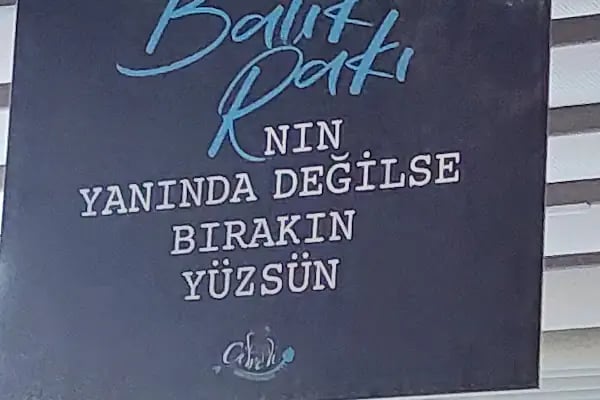 Balık
Rakı
NIN
YANINDA DEĞİLSE
BIRAKIN
YÜZSÜN